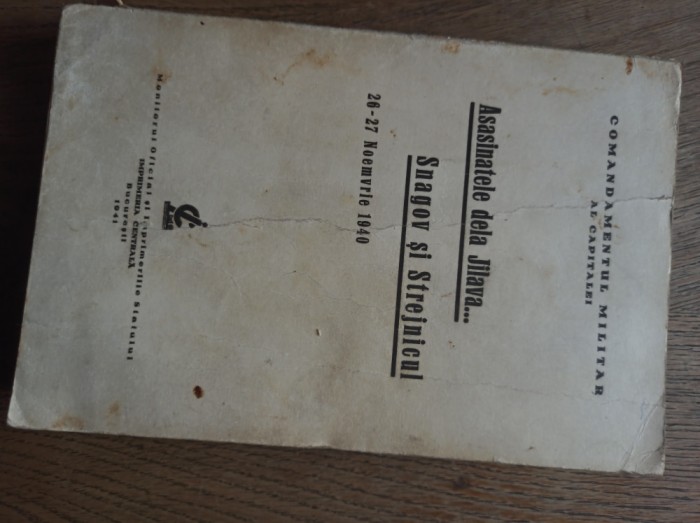 COMANDAMENTUL MILITAR
AL CAPITALEI
Asasinatele dela Jilava...
Snagov și Strejnicul
26-27 Noemvrie 1940
Monitorul Oficial și Imprimeriile Statului
IMPRIMERIA CENTRALĂ
București
1941